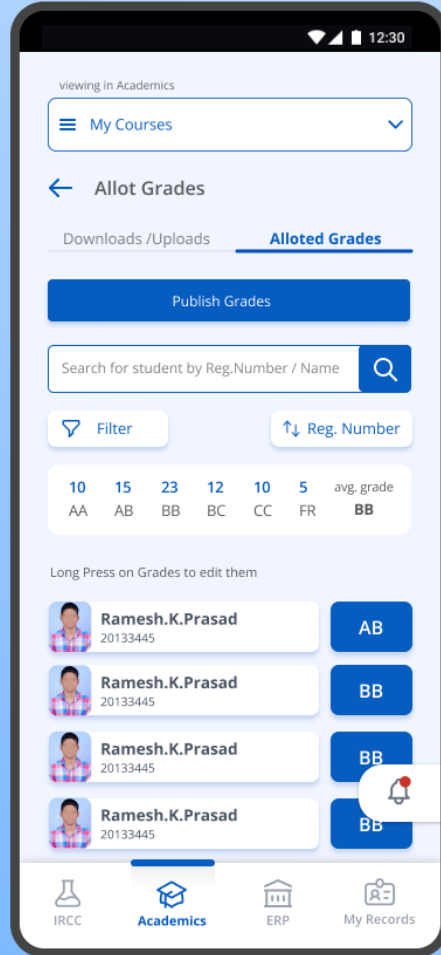 12:30
viewing in Academics
My Courses
Allot Grades
Downloads /Uploads Alloted Grades
Publish Grades
Search for student by Reg.Number / Name
Filter Reg. Number
10 15 23 12 10 5 avg. grade
AA AB BB BC CC FR BB
Long Press on Grades to edit them
Ramesh.K.Prasad
20133445
AB
Ramesh.K.Prasad
20133445
BB
Ramesh.K.Prasad
20133445
BB
Ramesh.K.Prasad
20133445
BB
IRCC Academics ERP My Records